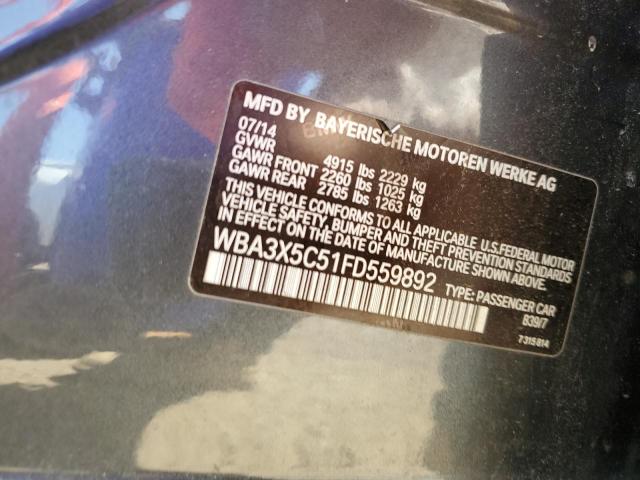 MFD BY BAYERISCHE MOTOREN WERKE AG
07/14
GVWR 4915 lbs 2229 kg
GAWR FRONT 2260 lbs 1025 kg
GAWR REAR 2785 lbs 1263 kg
THIS VEHICLE CONFORMS TO ALL APPLICABLE U.S.FEDERAL MOTOR
VEHICLE SAFETY, BUMPER AND THEFT PREVENTION STANDARDS
IN EFFECT ON THE DATE OF MANUFACTURE SHOWN ABOVE.
WBA3X5C51FD559892
TYPE: PASSENGER CAR
B39/7
7315814